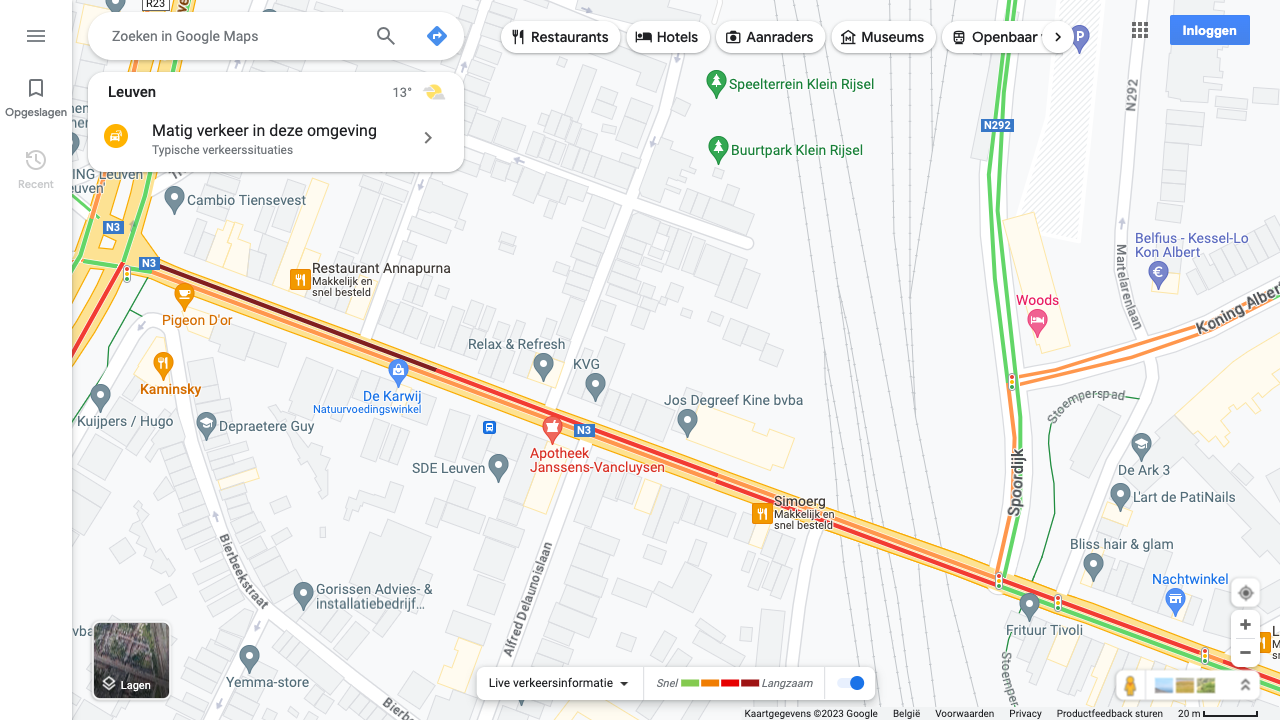 R23
Zoeken in Google Maps
Restaurants
Hotels
Aanraders
Museums
Openbaar
P
Inloggen
Opgeslagen
Recent
Leuven
13°
Matig verkeer in deze omgeving
Typische verkeerssituaties
Speelterrein Klein Rijsel
Buurtpark Klein Rijsel
N292
N292
ING Leuven
Cambio Tiensevest
N3
N3
Restaurant Annapurna
Makkelijk en
snel besteld
Pigeon D'or
Belfius - Kessel-Lo
Kon Albert
Martelarenlaan
Koning Albert
Woods
Relax & Refresh
KVG
Kaminsky
De Karwij
Natuurvoedingswinkel
Kuijpers / Hugo
Depraetere Guy
Jos Degreef Kine bvba
Stoemperspad
N3
Apotheek
Janssens-Vancluysen
SDE Leuven
De Ark 3
L'art de PatiNails
Spoordijk
Simoerg
Makkelijk en
snel besteld
Bliss hair & glam
Bierbeekstraat
Alfred Delaunoislaan
Nachtwinkel
Gorissen Advies- &
Installatiebedrijf...
Frituur Tivoli
Stoemper
Yemma-store
Lagen
Live verkeersinformatie
Snel
Langzaam
Kaartgegevens ©2023 Google
België
Voorwaarden
Privacy
Productfeedback sturen
20 m